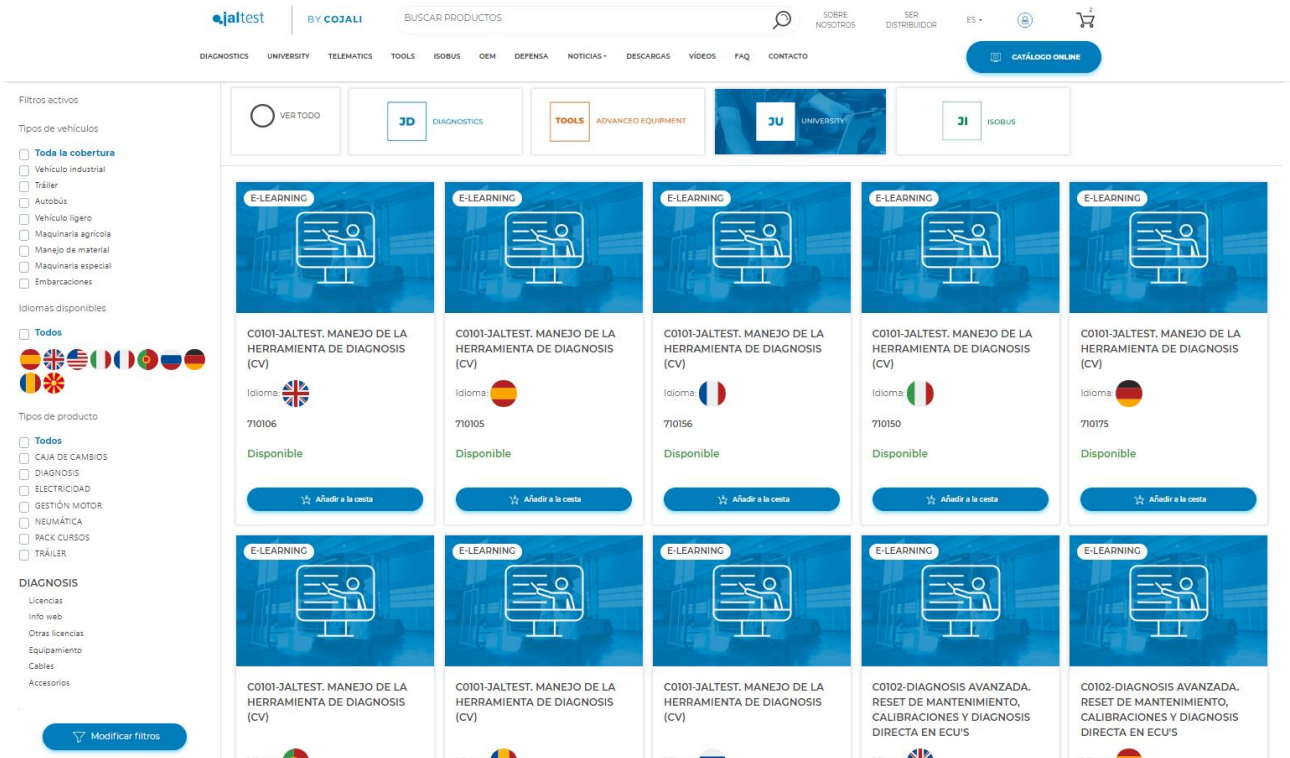 jaltest
BY COJALI
BUSCAR PRODUCTOS
SOBRE
NOSOTROS
SER
DISTRIBUIDOR
ES
2
DIAGNOSTICS UNIVERSITY TELEMATICS TOOLS ISOBUS OEM DEFENSA NOTICIAS DESCARGAS VÍDEOS FAQ CONTACTO
CATÁLOGO ONLINE
Filtros activos
Tipos de vehículos
Toda la cobertura
Vehículo industrial
Tráiler
Autobús
Vehículo ligero
Maquinaria agrícola
Manejo de material
Maquinaria especial
Embarcaciones
Idiomas disponibles
Todos
Tipos de producto
Todos
CAJA DE CAMBIOS
DIAGNOSIS
ELECTRICIDAD
GESTIÓN MOTOR
NEUMÁTICA
PACK CURSOS
TRÁILER
DIAGNOSIS
Licencias
Info web
Otras licencias
Equipamiento
Cables
Accesorios
Modificar filtros
VER TODO
JD DIAGNOSTICS
TOOLS ADVANCED EQUIPMENT
JU UNIVERSITY
JI ISOBUS
E-LEARNING
C0101-JALTEST. MANEJO DE LA
HERRAMIENTA DE DIAGNOSIS
(CV)
Idioma:
710106
Disponible
Añadir a la cesta
E-LEARNING
C0101-JALTEST. MANEJO DE LA
HERRAMIENTA DE DIAGNOSIS
(CV)
Idioma:
710105
Disponible
Añadir a la cesta
E-LEARNING
C0101-JALTEST. MANEJO DE LA
HERRAMIENTA DE DIAGNOSIS
(CV)
Idioma:
710156
Disponible
Añadir a la cesta
E-LEARNING
C0101-JALTEST. MANEJO DE LA
HERRAMIENTA DE DIAGNOSIS
(CV)
Idioma:
710150
Disponible
Añadir a la cesta
E-LEARNING
C0101-JALTEST. MANEJO DE LA
HERRAMIENTA DE DIAGNOSIS
(CV)
Idioma:
710175
Disponible
Añadir a la cesta
E-LEARNING
C0101-JALTEST. MANEJO DE LA
HERRAMIENTA DE DIAGNOSIS
(CV)
E-LEARNING
C0101-JALTEST. MANEJO DE LA
HERRAMIENTA DE DIAGNOSIS
(CV)
E-LEARNING
C0101-JALTEST. MANEJO DE LA
HERRAMIENTA DE DIAGNOSIS
(CV)
E-LEARNING
C0102-DIAGNOSIS AVANZADA.
RESET DE MANTENIMIENTO,
CALIBRACIONES Y DIAGNOSIS
DIRECTA EN ECU'S
E-LEARNING
C0102-DIAGNOSIS AVANZADA.
RESET DE MANTENIMIENTO,
CALIBRACIONES Y DIAGNOSIS
DIRECTA EN ECU'S